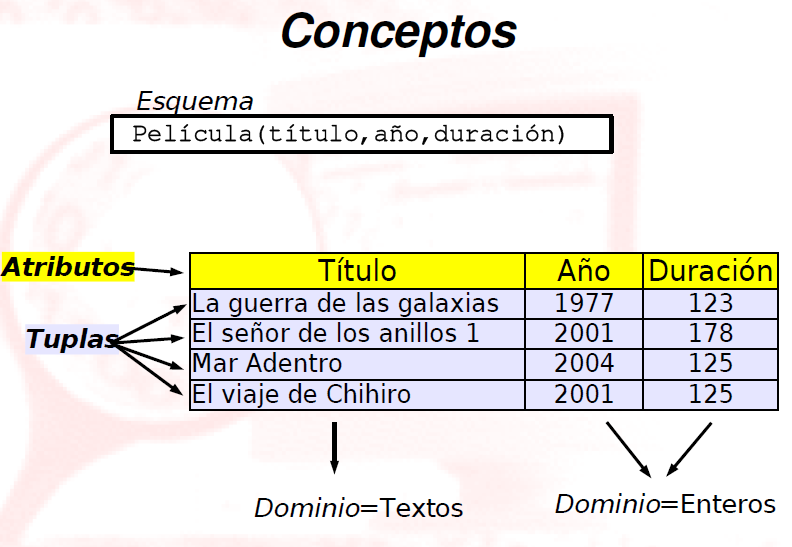 Conceptos
Esquema
Película(título,año,duración)
Atributos
Título Año Duración
Tuplas
La guerra de las galaxias 1977 123
El señor de los anillos 1 2001 178
Mar Adentro 2004 125
El viaje de Chihiro 2001 125
Dominio=Textos
Dominio=Enteros